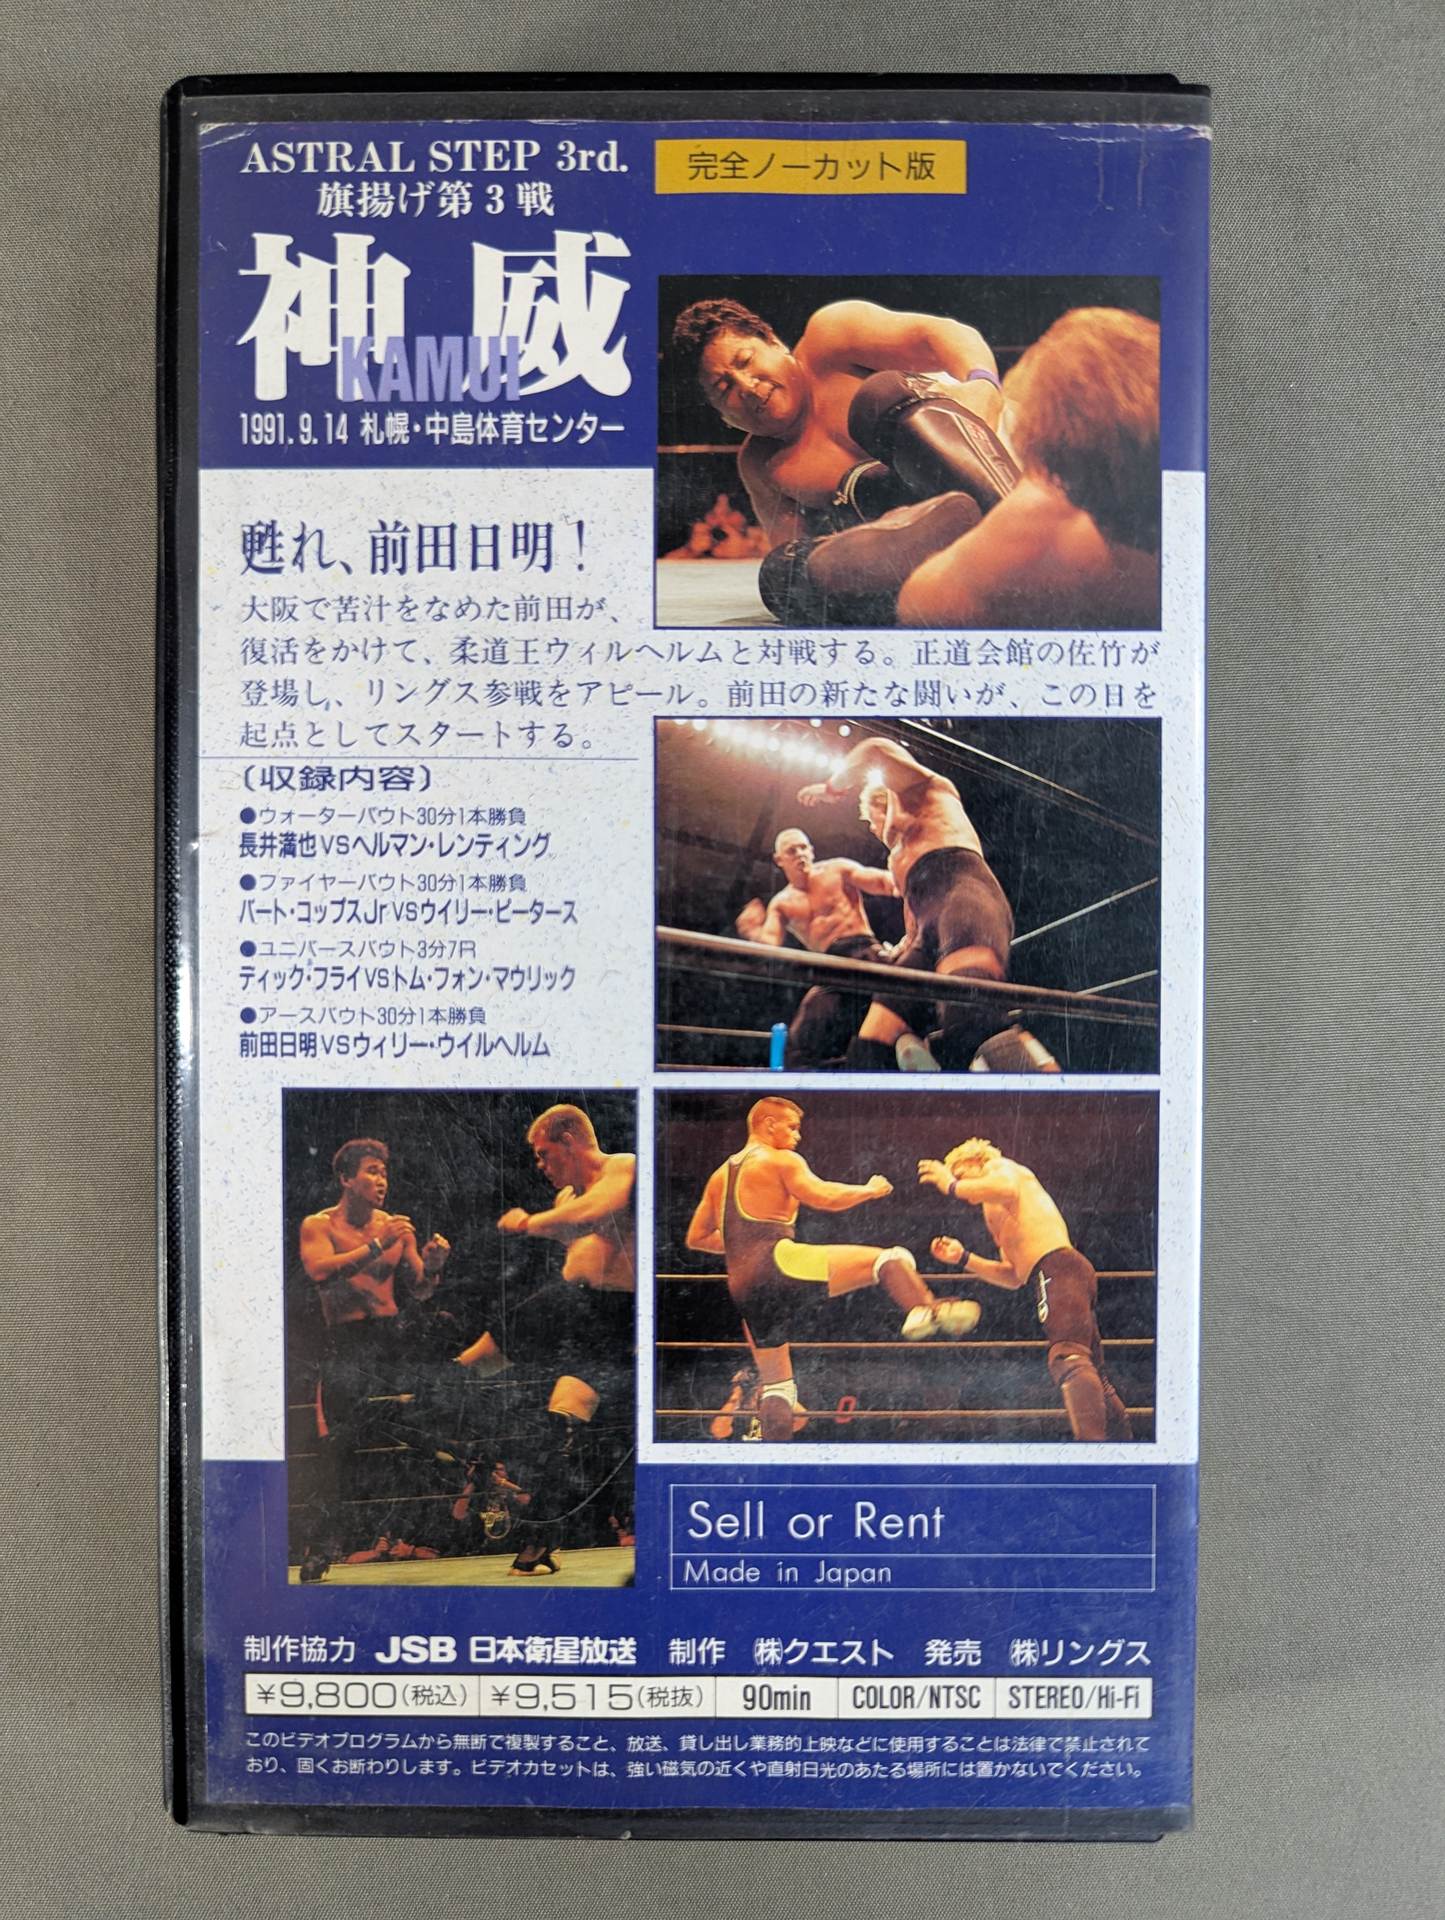 ASTRAL STEP 3rd.
旗揚げ第3戦
完全ノーカット版
神威
KAMUI
1991.9.14 札幌・中島体育センター
甦れ、前田日明！
大阪で苦汁をなめた前田が、
復活をかけて、柔道王ウィルヘルムと対戦する。正道会館の佐竹が
登場し、リングス参戦をアピール。前田の新たな闘いが、この日を
起点としてスタートする。
〔収録内容〕
●ウォーターバウト30分1本勝負
長井満也VSヘルマン・レンティング
●ファイヤーバウト30分1本勝負
バート・コップスJrVSウイリー・ピータース
●ユニバースバウト3分7R
ディック・フライVSトム・フォン・マウリック
●アースバウト30分1本勝負
前田日明VSウィリー・ウイルヘルム
Sell or Rent
Made in Japan
制作協力 JSB 日本衛星放送 制作 ㈱クエスト 発売 ㈱リングス
¥9,800(税込) ¥9,515(税抜) 90min COLOR/NTSC STEREO/Hi-Fi
このビデオプログラムから無断で複製すること、放送、貸し出し業務的上映などに使用することは法律で禁止されて
おり、固くお断わりします。ビデオカセットは、強い磁気の近くや直射日光のあたる場所には置かないでください。